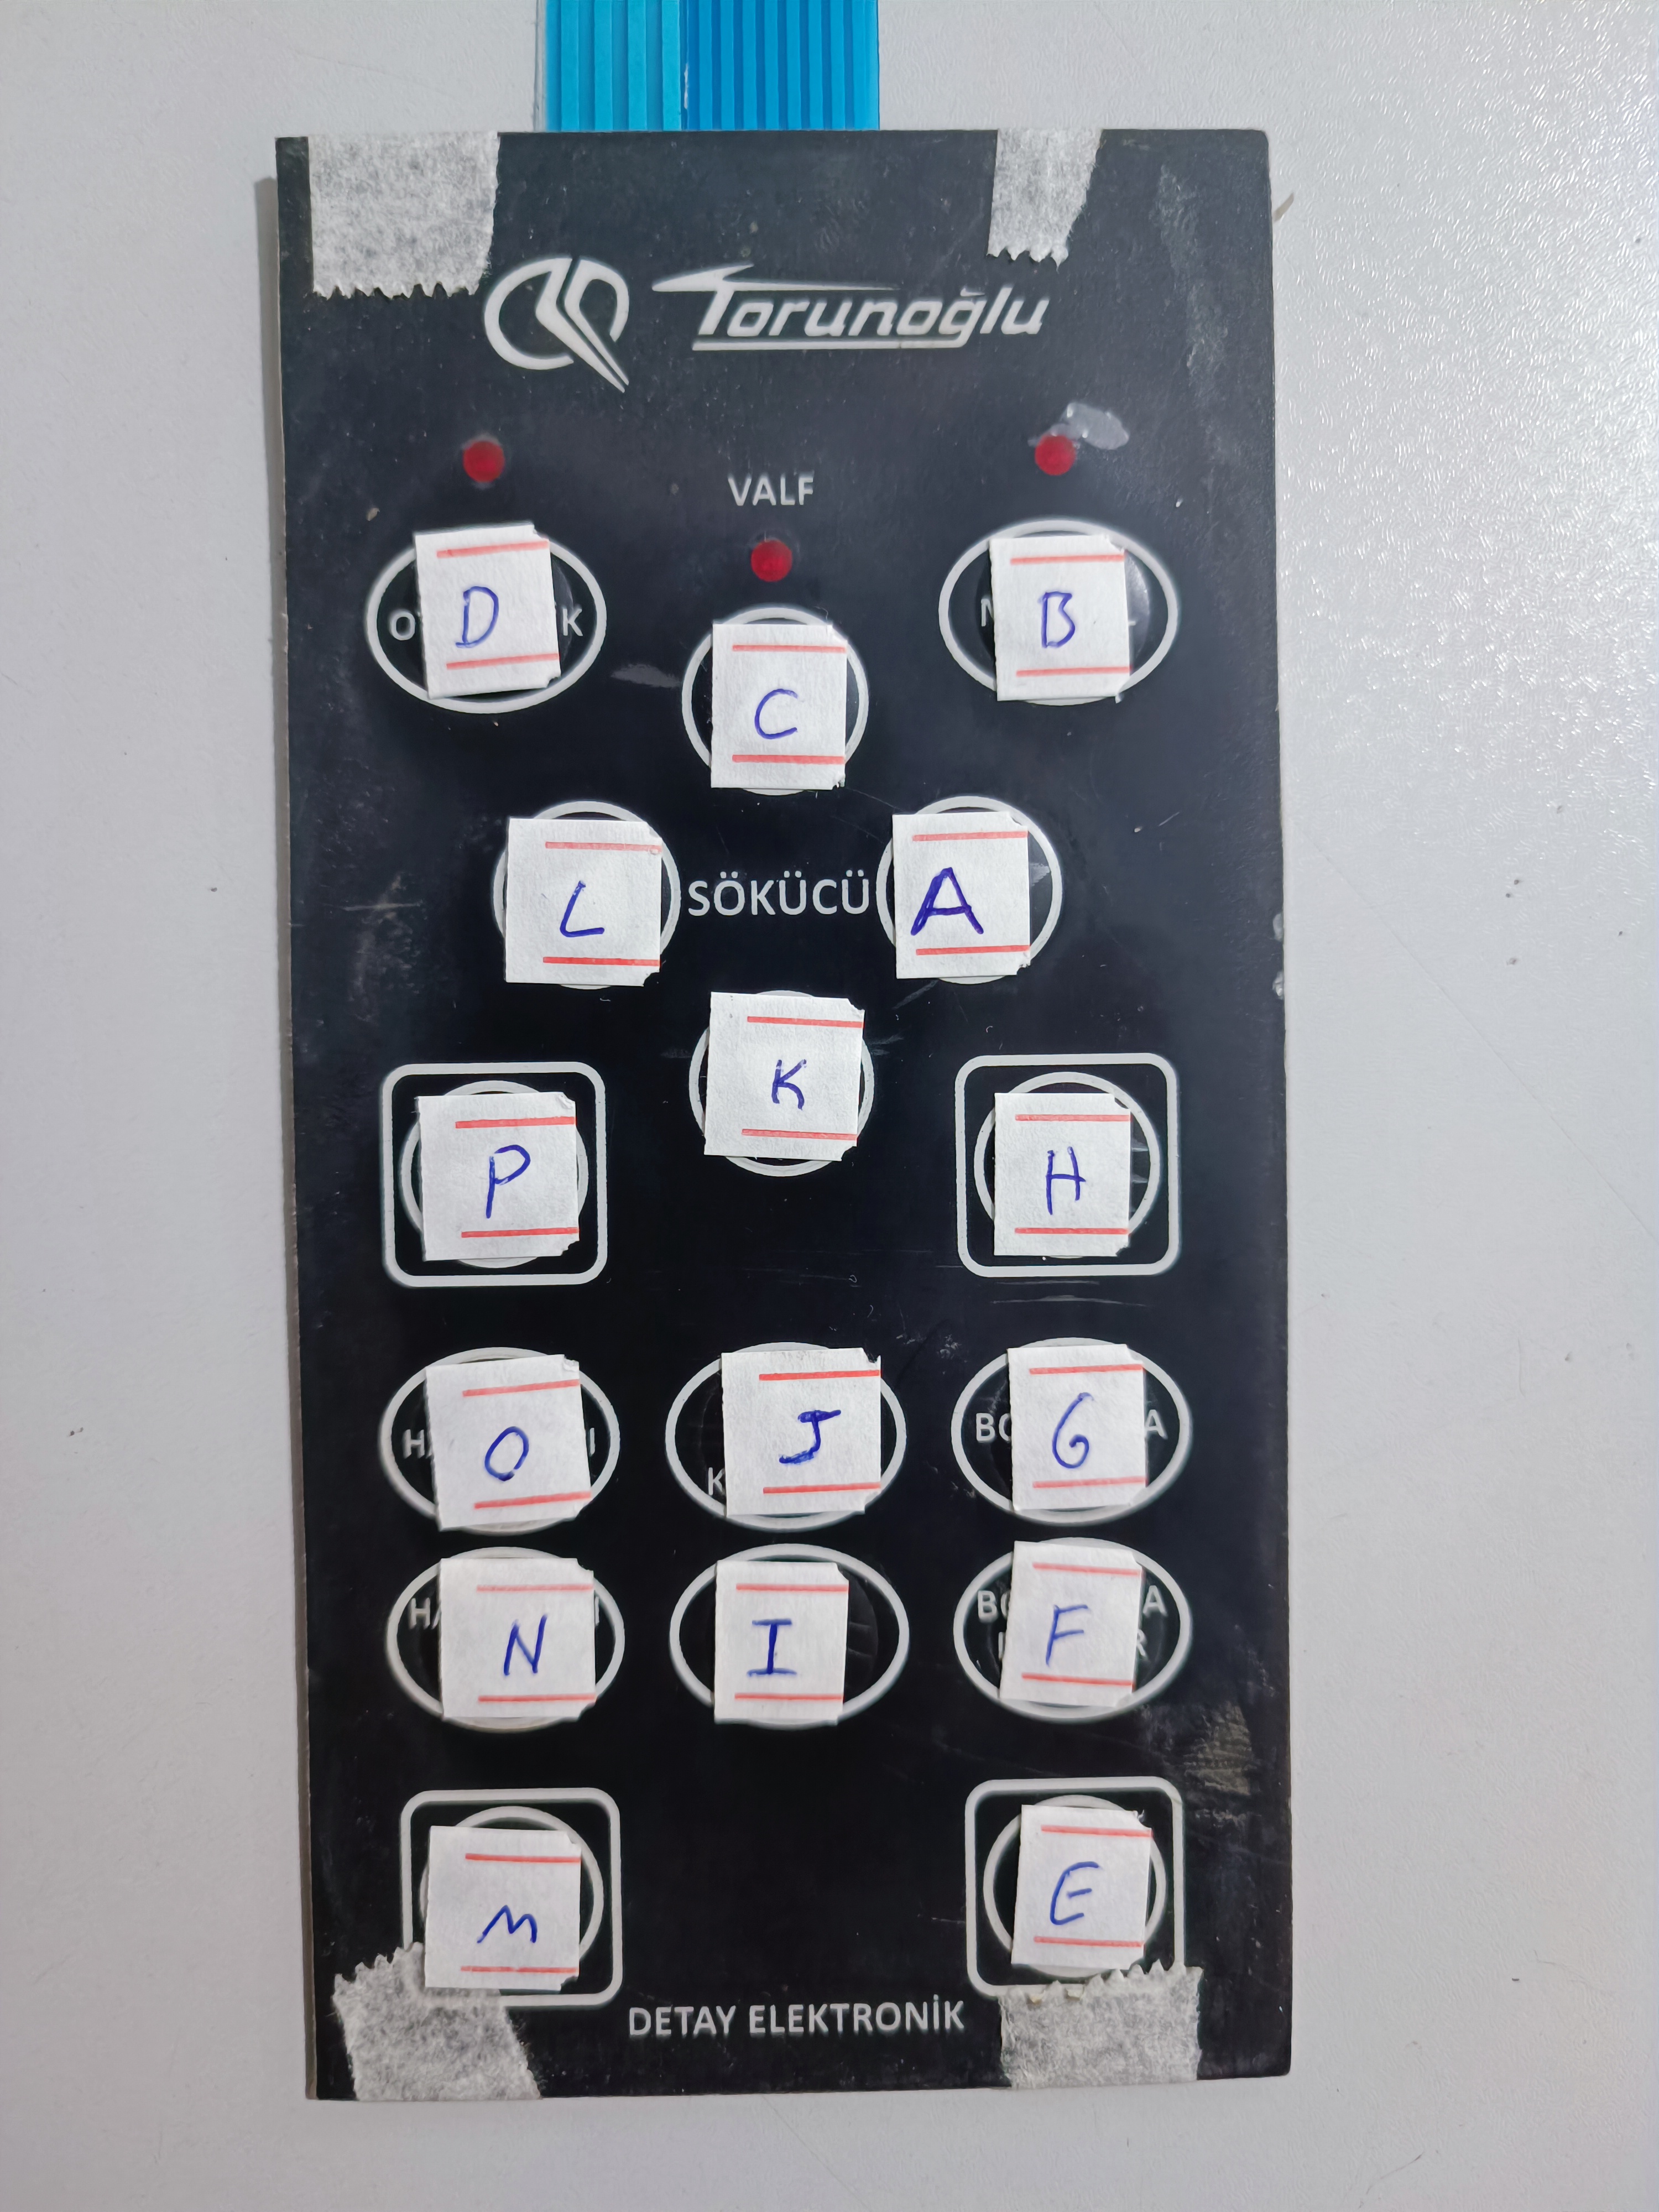 Torunoğlu
VALF
D
B
C
L SÖKÜCÜ A
K
P H
O J G
N I F
M E
DETAY ELEKTRONİK